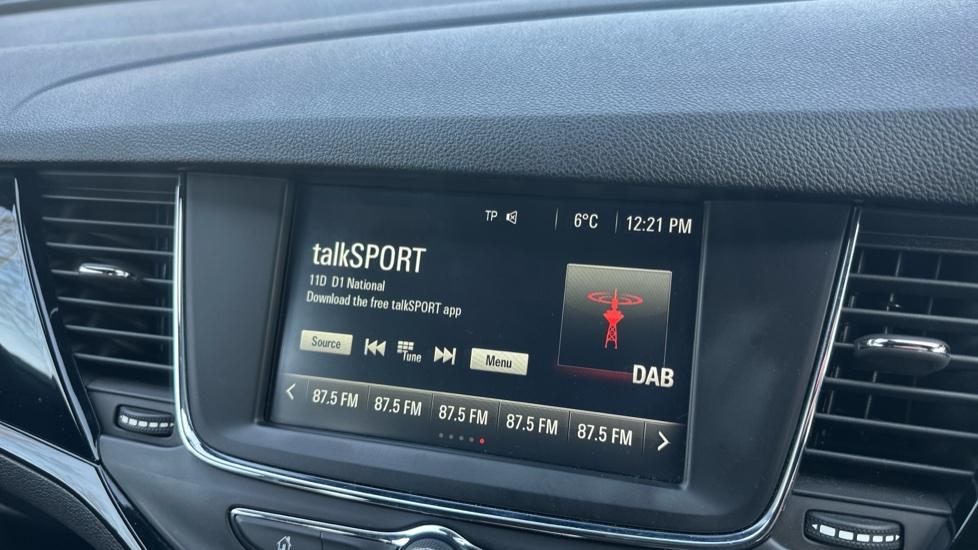 TP 6°C 12:21 PM
talkSPORT
11D D1 National
Download the free talkSPORT app
Source Tune Menu
DAB
87.5 FM 87.5 FM 87.5 FM 87.5 FM 87.5 FM